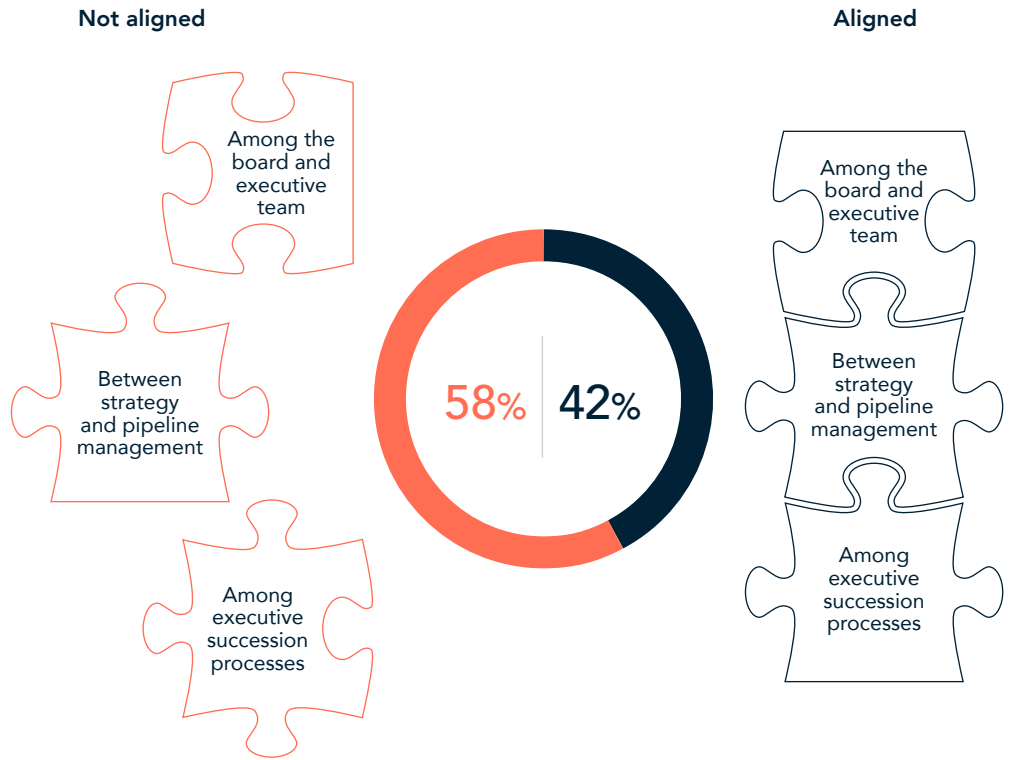 Not aligned
Among the
board and
executive
team
Between
strategy
and pipeline
management
Among
executive
succession
processes
58%
42%
Aligned
Among the
board and
executive
team
Between
strategy
and pipeline
management
Among
executive
succession
processes